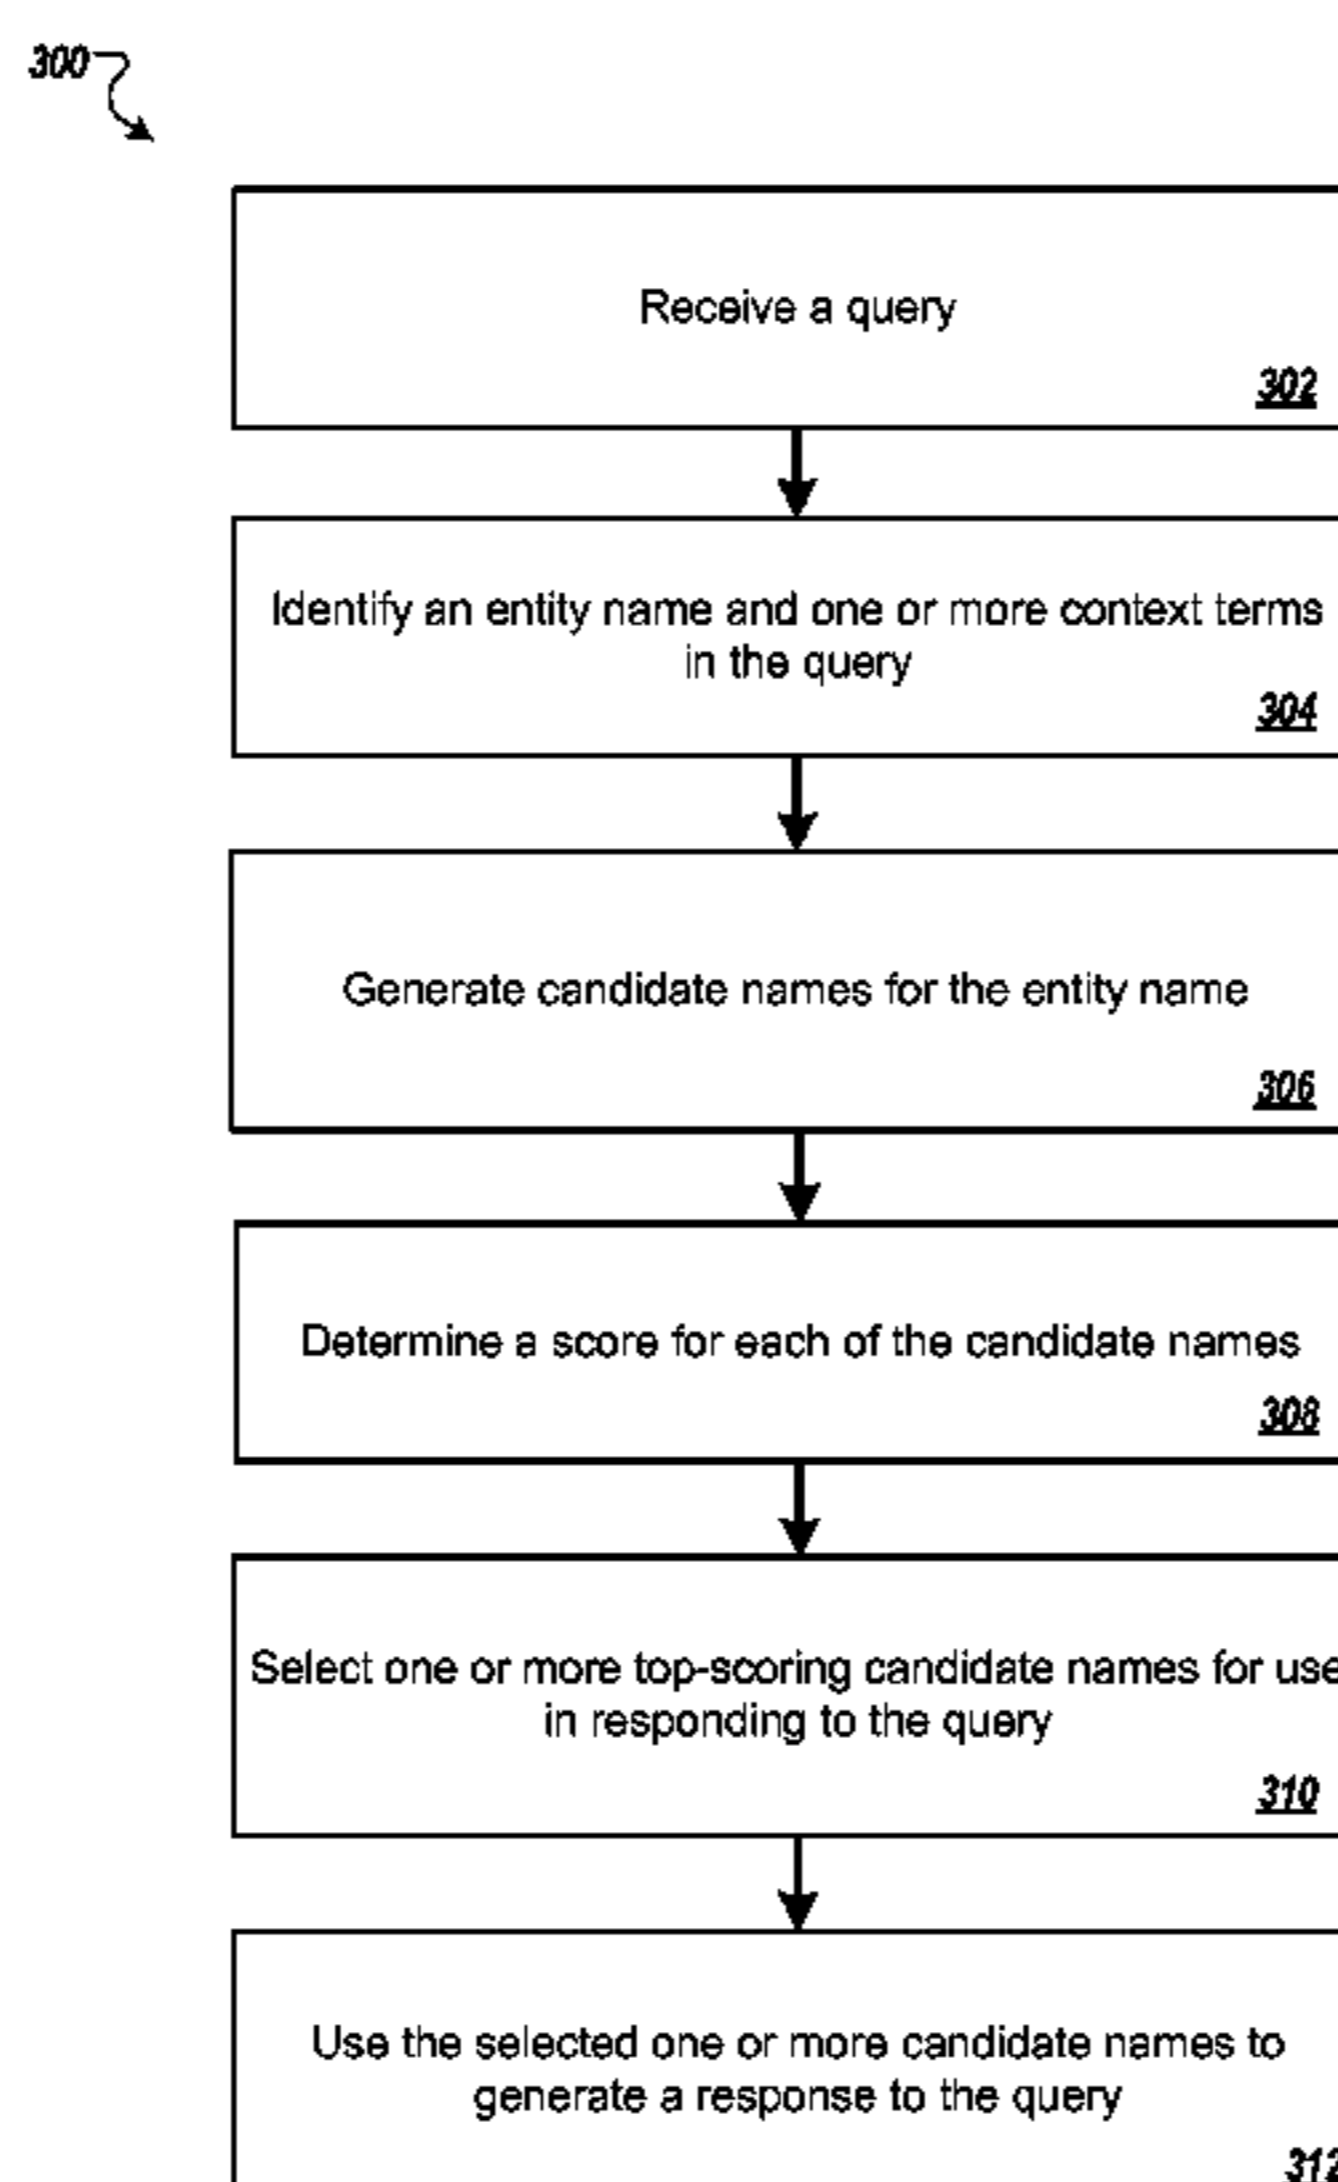 300
Receive a query
302
Identify an entity name and one or more context terms
in the query
304
Generate candidate names for the entity name
306
Determine a score for each of the candidate names
308
Select one or more top-scoring candidate names for use
in responding to the query
310
Use the selected one or more candidate names to
generate a response to the query
312